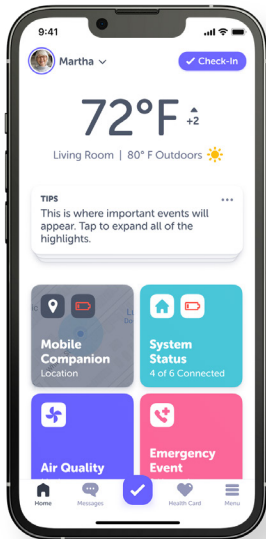 9:41
Martha
Check-In
72°F +2
Living Room | 80° F Outdoors
TIPS
This is where important events will
appear. Tap to expand all of the
highlights.
Mobile
Companion
Location
System
Status
4 of 6 Connected
Air Quality
Emergency
Event
Home
Messages
Health Card
Menu